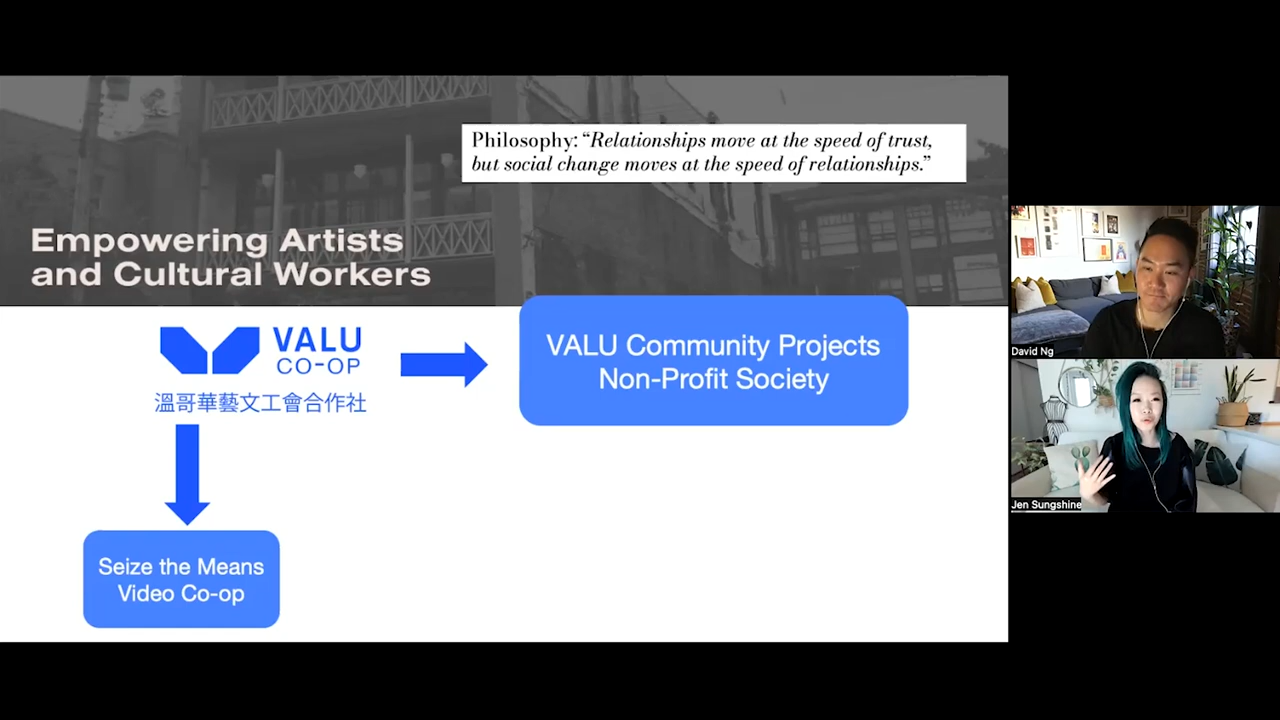 Philosophy: “Relationships move at the speed of trust,
but social change moves at the speed of relationships.”
Empowering Artists
and Cultural Workers
VALU
CO-OP
溫哥華藝文工會合作社
VALU Community Projects
Non-Profit Society
Seize the Means
Video Co-op
David Ng
Jen Sungshine